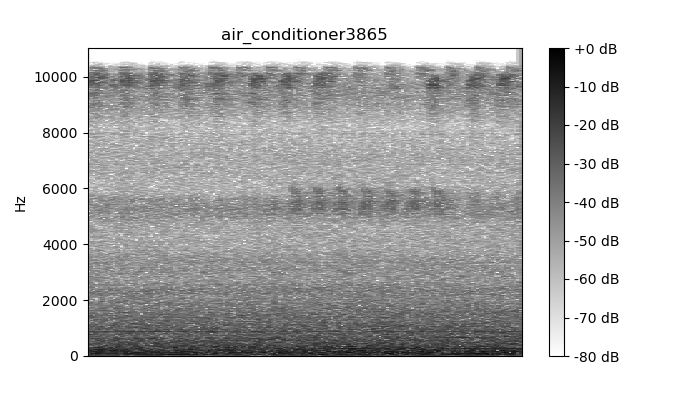 air_conditioner3865
Hz
10000
8000
6000
4000
2000
0
+0 dB
-10 dB
-20 dB
-30 dB
-40 dB
-50 dB
-60 dB
-70 dB
-80 dB